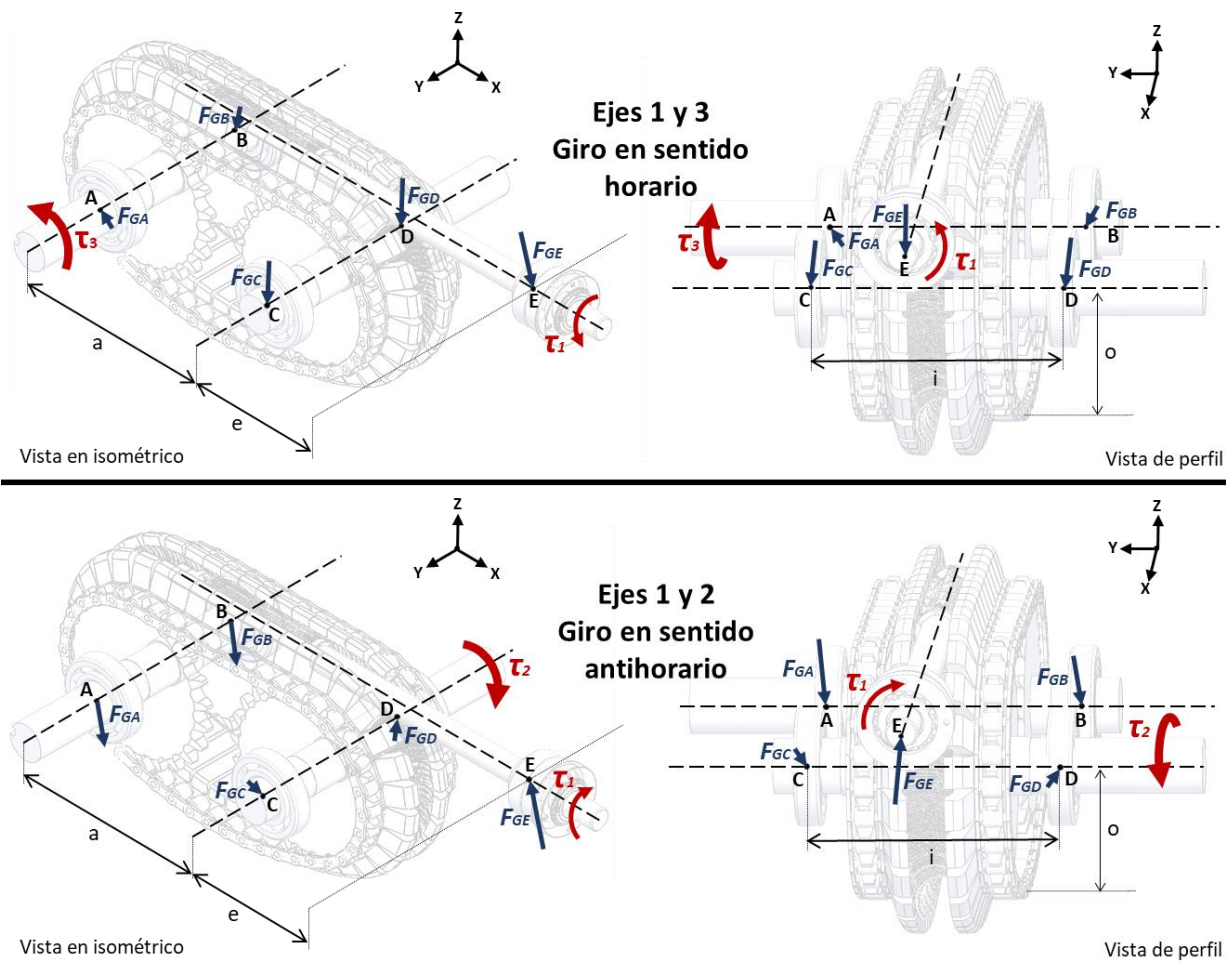 Z
Y
X
F_GB
B
A
F_GA
τ3
F_GD
D
F_GC
C
F_GE
E
τ1
a
e
Vista en isométrico
Ejes 1 y 3
Giro en sentido
horario
Z
Y
X
τ3
A
F_GE
F_GB
B
F_GA
F_GC
E
τ1
F_GD
C
D
o
i
Vista de perfil
Z
Y
X
B
F_GB
A
F_GA
τ2
D
F_GD
F_GC
C
E
τ1
F_GE
a
e
Vista en isométrico
Ejes 1 y 2
Giro en sentido
antihorario
Z
Y
X
F_GA
τ1
F_GB
A
B
τ2
E
F_GC
C
F_GE
F_GD
D
o
i
Vista de perfil